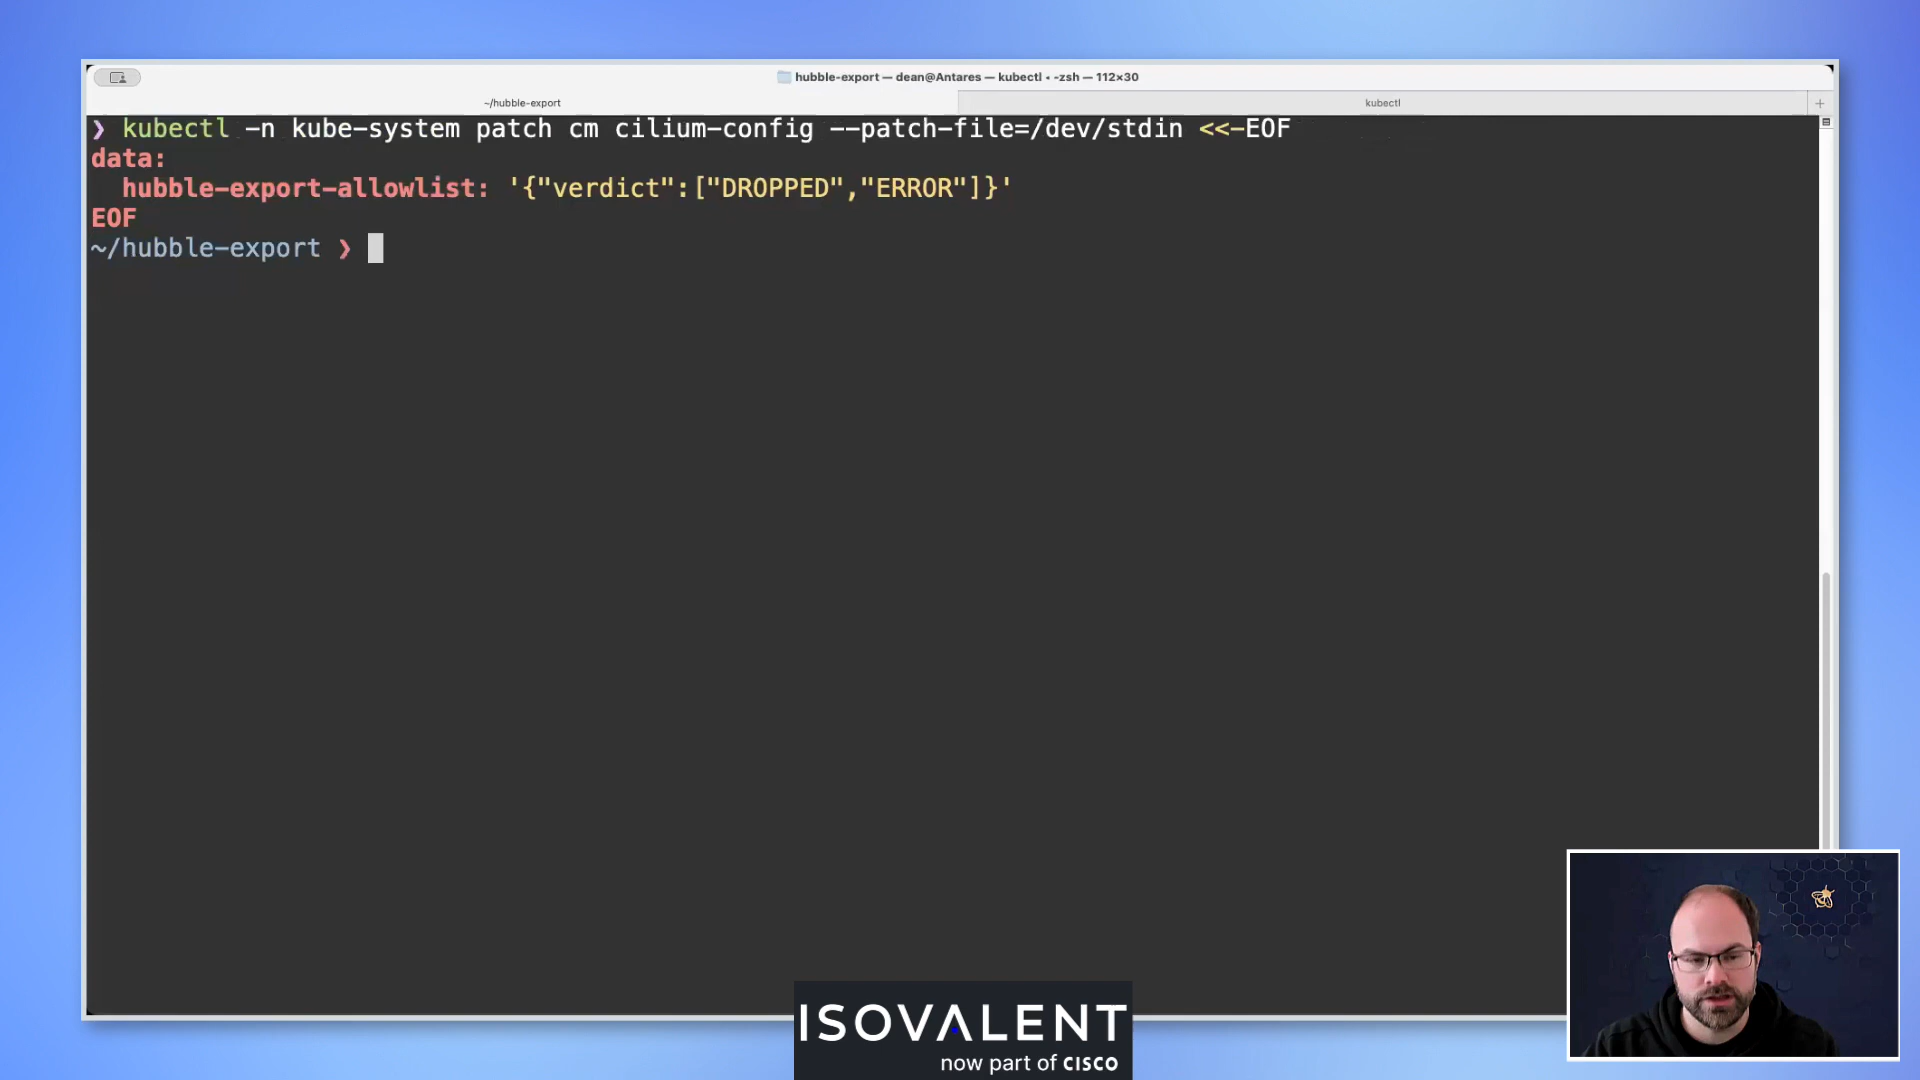 hubble-export — dean@Antares — kubectl • -zsh — 112×30
~/hubble-export
kubectl
+
❯ kubectl -n kube-system patch cm cilium-config --patch-file=/dev/stdin <<-EOF
data:
  hubble-export-allowlist: '{"verdict":["DROPPED","ERROR"]}'
EOF
~/hubble-export ❯
ISOVALENT
now part of CISCO